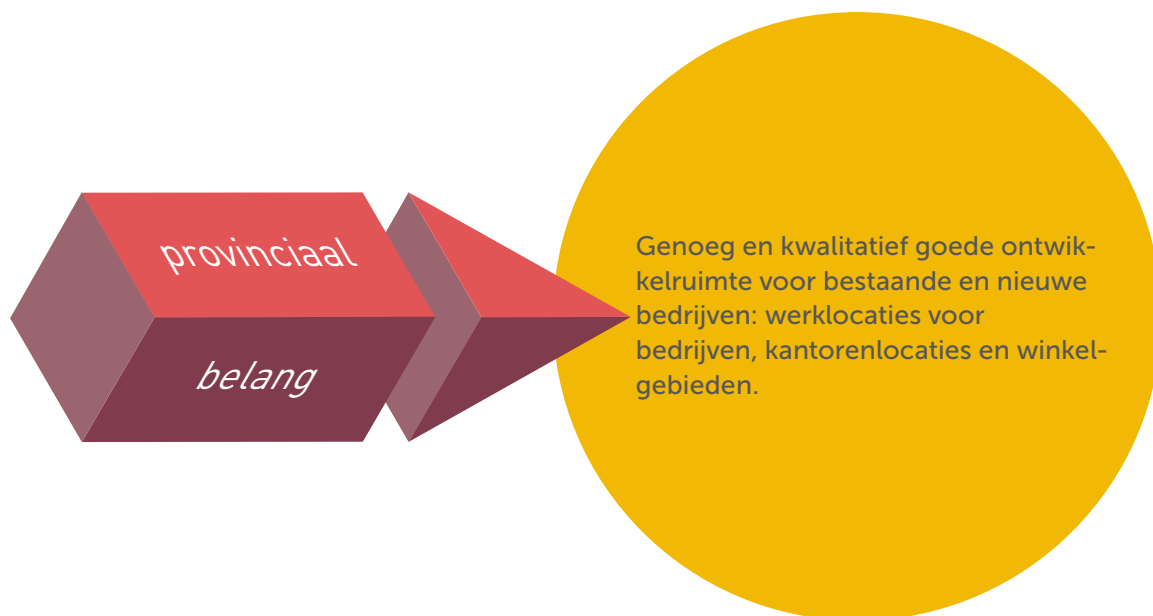 provinciaal
belang
Genoeg en kwalitatief goede ontwik-
kelruimte voor bestaande en nieuwe
bedrijven: werklocaties voor
bedrijven, kantorenlocaties en winkel-
gebieden.